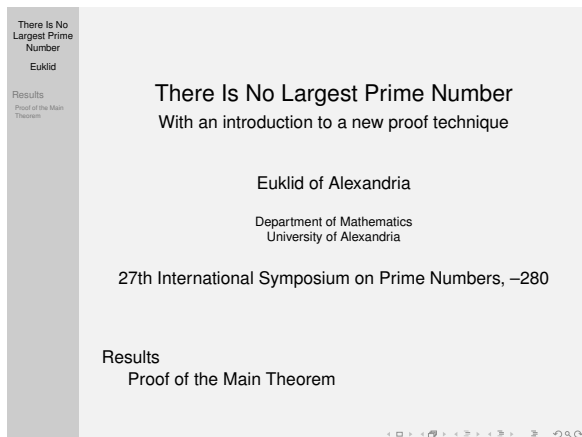 There Is No
Largest Prime
Number
Euklid
Results
Proof of the Main
Theorem
There Is No Largest Prime Number
With an introduction to a new proof technique
Euklid of Alexandria
Department of Mathematics
University of Alexandria
27th International Symposium on Prime Numbers, –280
Results
Proof of the Main Theorem